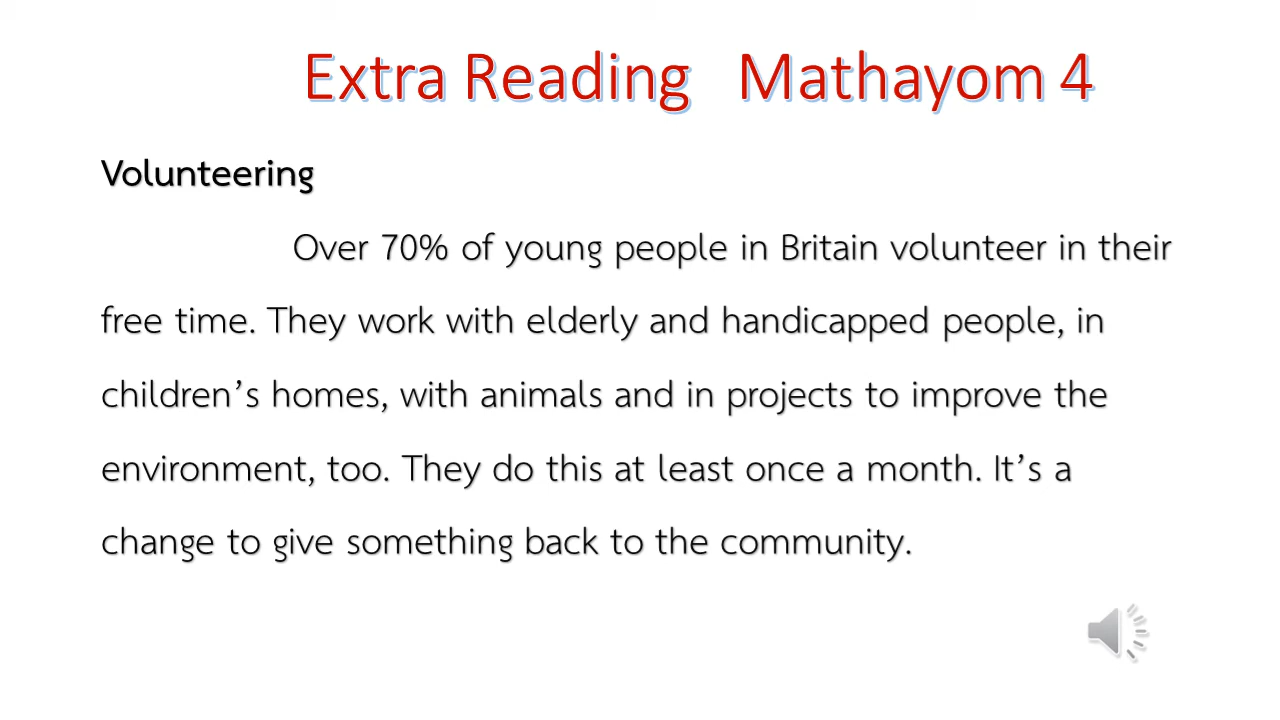 Extra Reading Mathayom 4
Volunteering
Over 70% of young people in Britain volunteer in their
free time. They work with elderly and handicapped people, in
children’s homes, with animals and in projects to improve the
environment, too. They do this at least once a month. It’s a
change to give something back to the community.